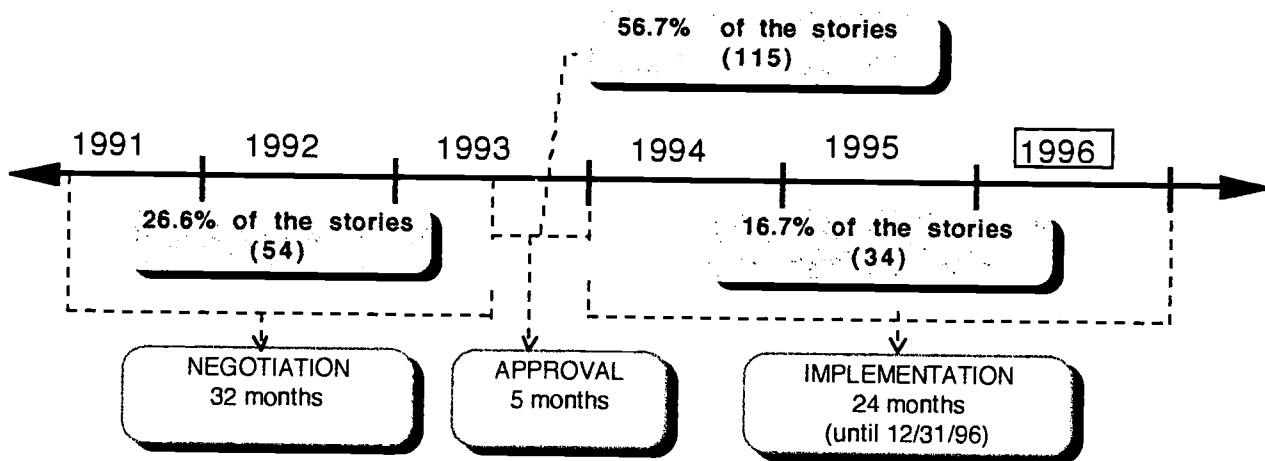 56.7% of the stories
(115)
1991 1992 1993 1994 1995 1996
26.6% of the stories
(54)
16.7% of the stories
(34)
NEGOTIATION
32 months
APPROVAL
5 months
IMPLEMENTATION
24 months
(until 12/31/96)